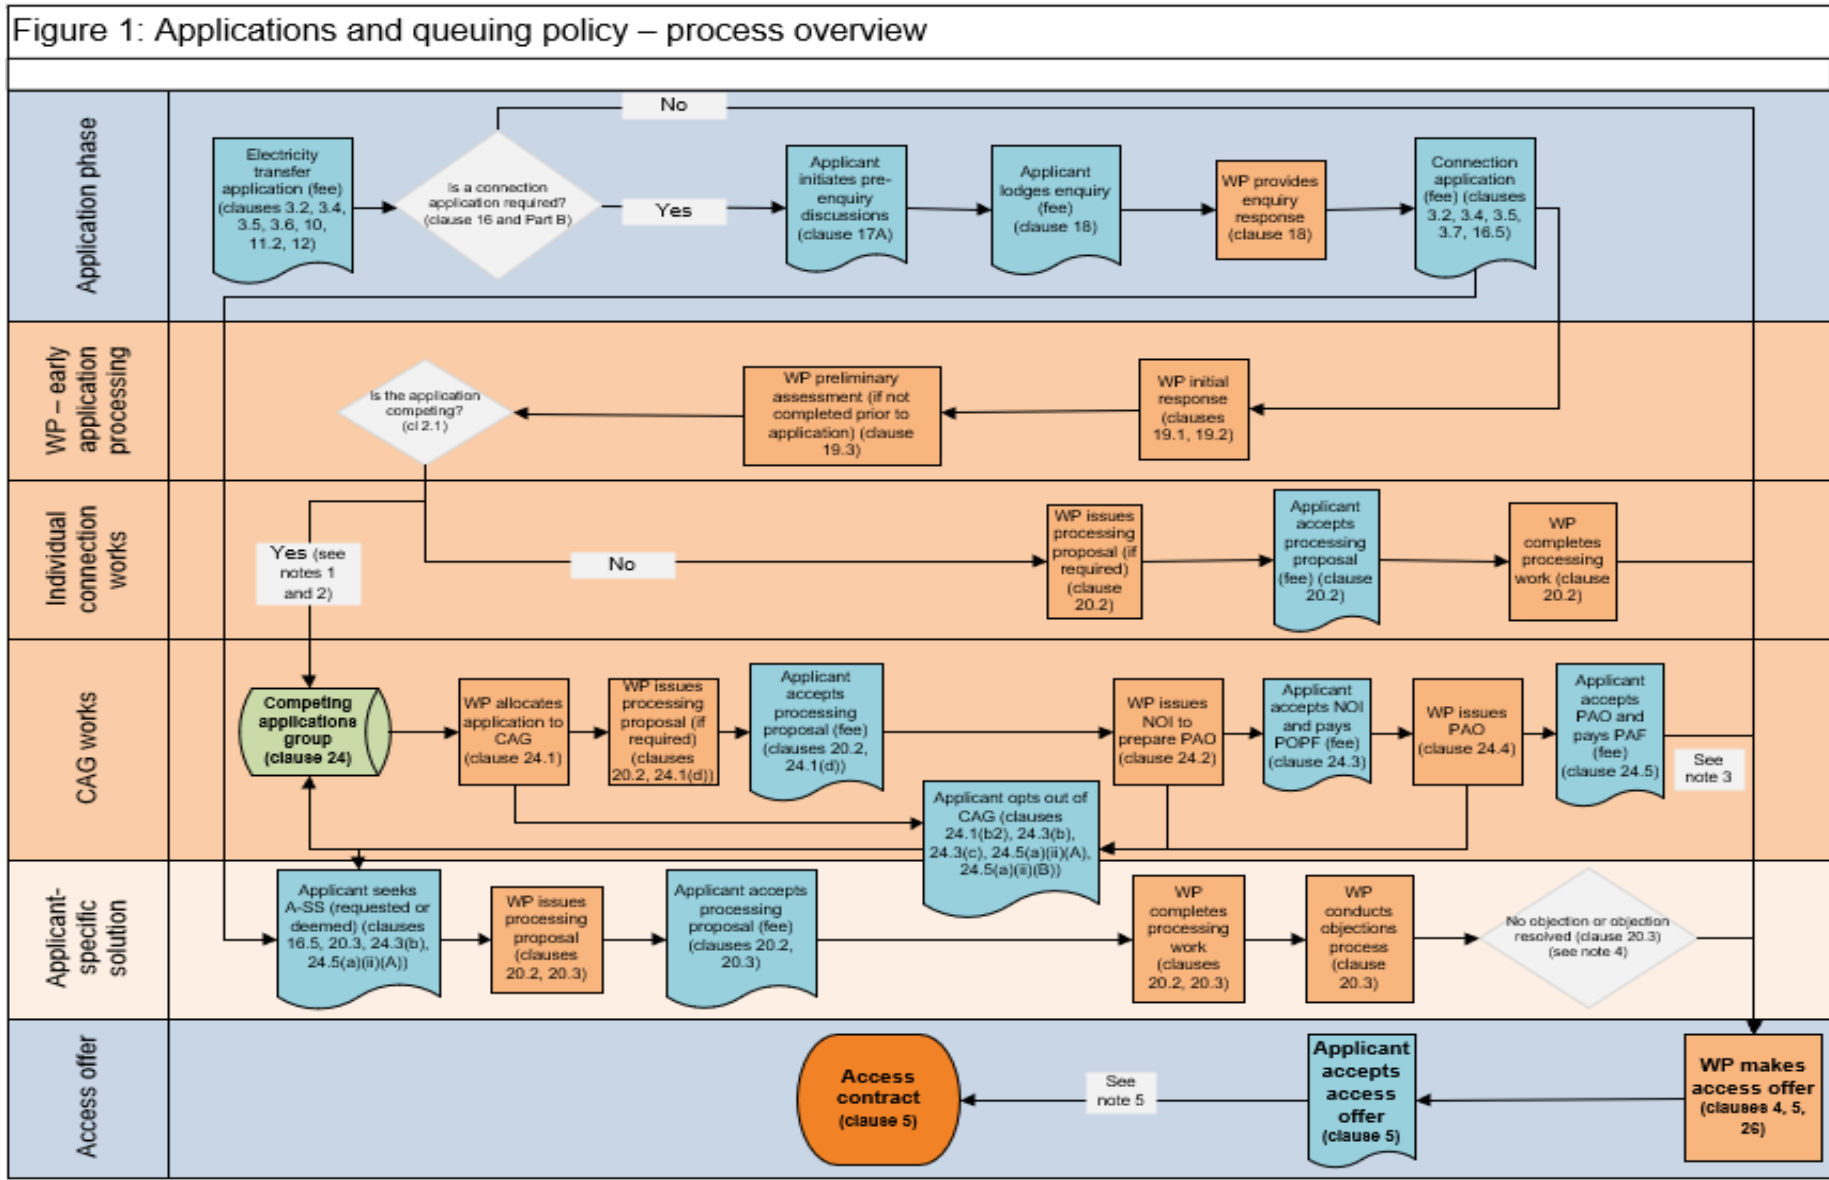 Figure 1: Applications and queuing policy – process overview
Application phase
Electricity
transfer
application (fee)
(clauses 3.2, 3.4,
3.5, 3.6, 10,
11.2, 12)
Is a connection
application required?
(clause 16 and Part B)
No
Yes
Applicant
initiates pre-
enquiry
discussions
(clause 17A)
Applicant
lodges enquiry
(fee)
(clause 18)
WP provides
enquiry
response
(clause 18)
Connection
application
(fee) (clauses
3.2, 3.4, 3.5,
3.7, 16.5)
WP – early
application
processing
Is the application
competing?
(cl 2.1)
WP preliminary
assessment (if not
completed prior to
application) (clause
19.3)
WP initial
response
(clauses
19.1, 19.2)
Individual
connection
works
Yes (see
notes 1
and 2)
No
WP issues
processing
proposal (if
required)
(clause
20.2)
Applicant
accepts
processing
proposal
(fee) (clause
20.2)
WP
completes
processing
work (clause
20.2)
CAG works
Competing
applications
group
(clause 24)
WP allocates
application to
CAG
(clause 24.1)
WP issues
processing
proposal (if
required)
(clauses
20.2, 24.1(d))
Applicant
accepts
processing
proposal (fee)
(clauses 20.2,
24.1(d))
WP issues
NOI to
prepare PAO
(clause 24.2)
Applicant
accepts NOI
and pays
POPF (fee)
(clause 24.3)
WP issues
PAO
(clause 24.4)
Applicant
accepts
PAO and
pays PAF
(fee)
(clause 24.5)
See
note 3
Applicant opts out of
CAG (clauses
24.1(b2), 24.3(b),
24.3(c), 24.5(a)(ii)(A),
24.5(a)(ii)(B))
Applicant-
specific
solution
Applicant seeks
A-SS (requested or
deemed) (clauses
16.5, 20.3, 24.3(b),
24.5(a)(ii)(A))
WP issues
processing
proposal
(clauses
20.2, 20.3)
Applicant accepts
processing
proposal (fee)
(clauses 20.2,
20.3)
WP
completes
processing
work
(clauses
20.2, 20.3)
WP
conducts
objections
process
(clause
20.3)
No objection or objection
resolved (clause 20.3)
(see note 4)
Access offer
Access
contract
(clause 5)
See
note 5
Applicant
accepts
access
offer
(clause 5)
WP makes
access offer
(clauses 4, 5,
26)